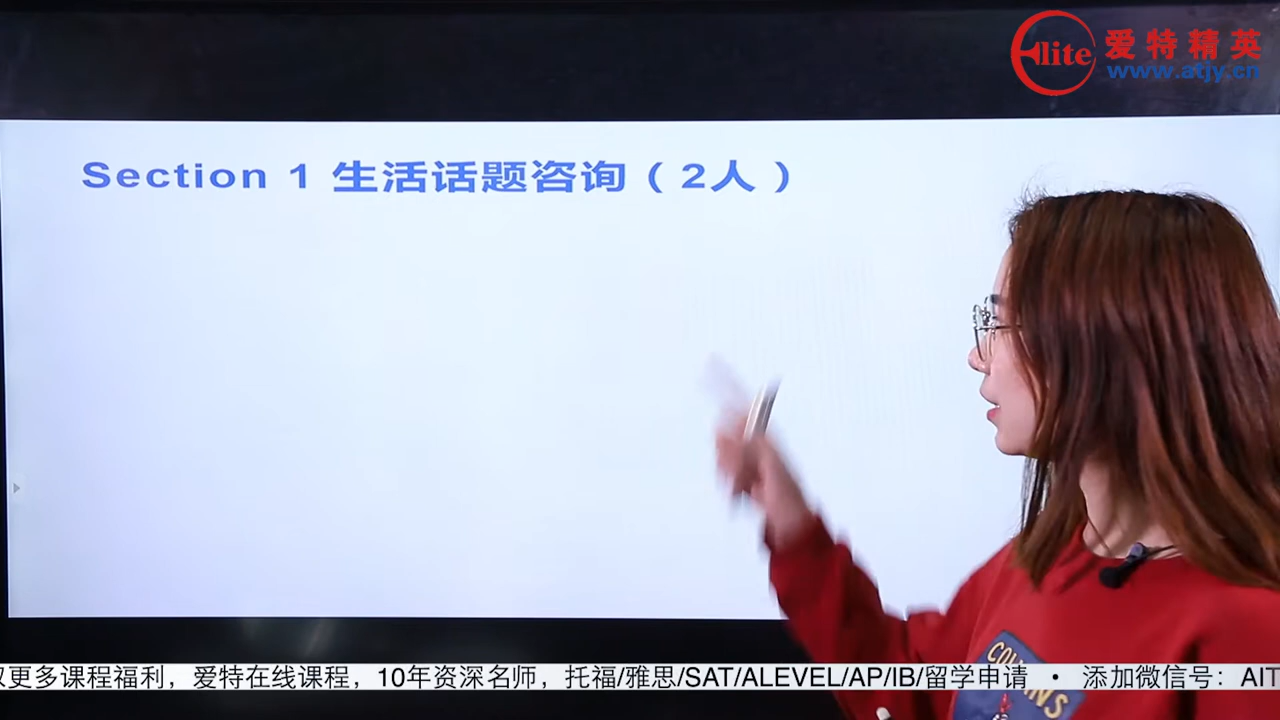 Elite 爱特精英
www.atjy.cn
Section 1 生活话题咨询（2人）
更多课程福利，爱特在线课程，10年资深名师，托福/雅思/SAT/ALEVEL/AP/IB/留学申请 • 添加微信号：AIT